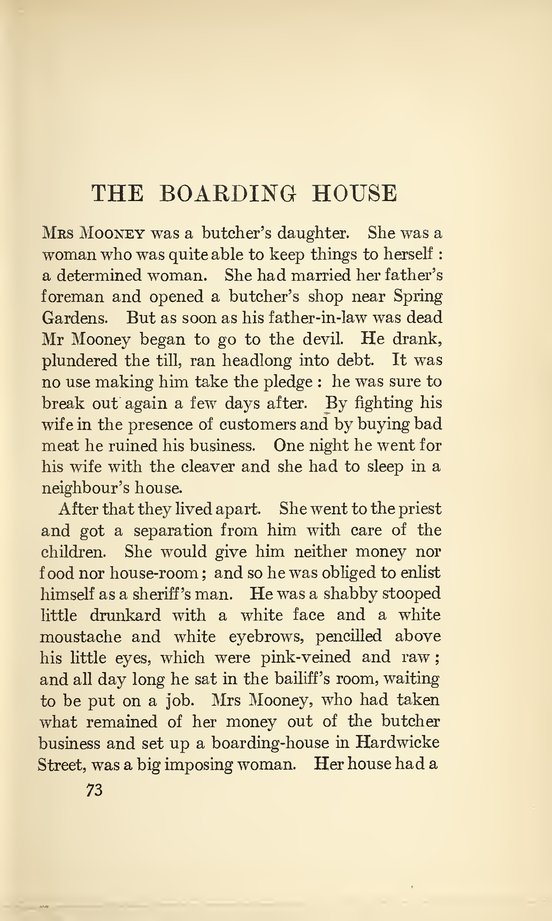 THE BOARDING HOUSE
MRS MOONEY was a butcher's daughter. She was a
woman who was quite able to keep things to herself :
a determined woman. She had married her father's
foreman and opened a butcher's shop near Spring
Gardens. But as soon as his father-in-law was dead
Mr Mooney began to go to the devil. He drank,
plundered the till, ran headlong into debt. It was
no use making him take the pledge : he was sure to
break out again a few days after. By fighting his
wife in the presence of customers and by buying bad
meat he ruined his business. One night he went for
his wife with the cleaver and she had to sleep in a
neighbour's house.
After that they lived apart. She went to the priest
and got a separation from him with care of the
children. She would give him neither money nor
food nor house-room ; and so he was obliged to enlist
himself as a sheriff's man. He was a shabby stooped
little drunkard with a white face and a white
moustache and white eyebrows, pencilled above
his little eyes, which were pink-veined and raw ;
and all day long he sat in the bailiff's room, waiting
to be put on a job. Mrs Mooney, who had taken
what remained of her money out of the butcher
business and set up a boarding-house in Hardwicke
Street, was a big imposing woman. Her house had a
73